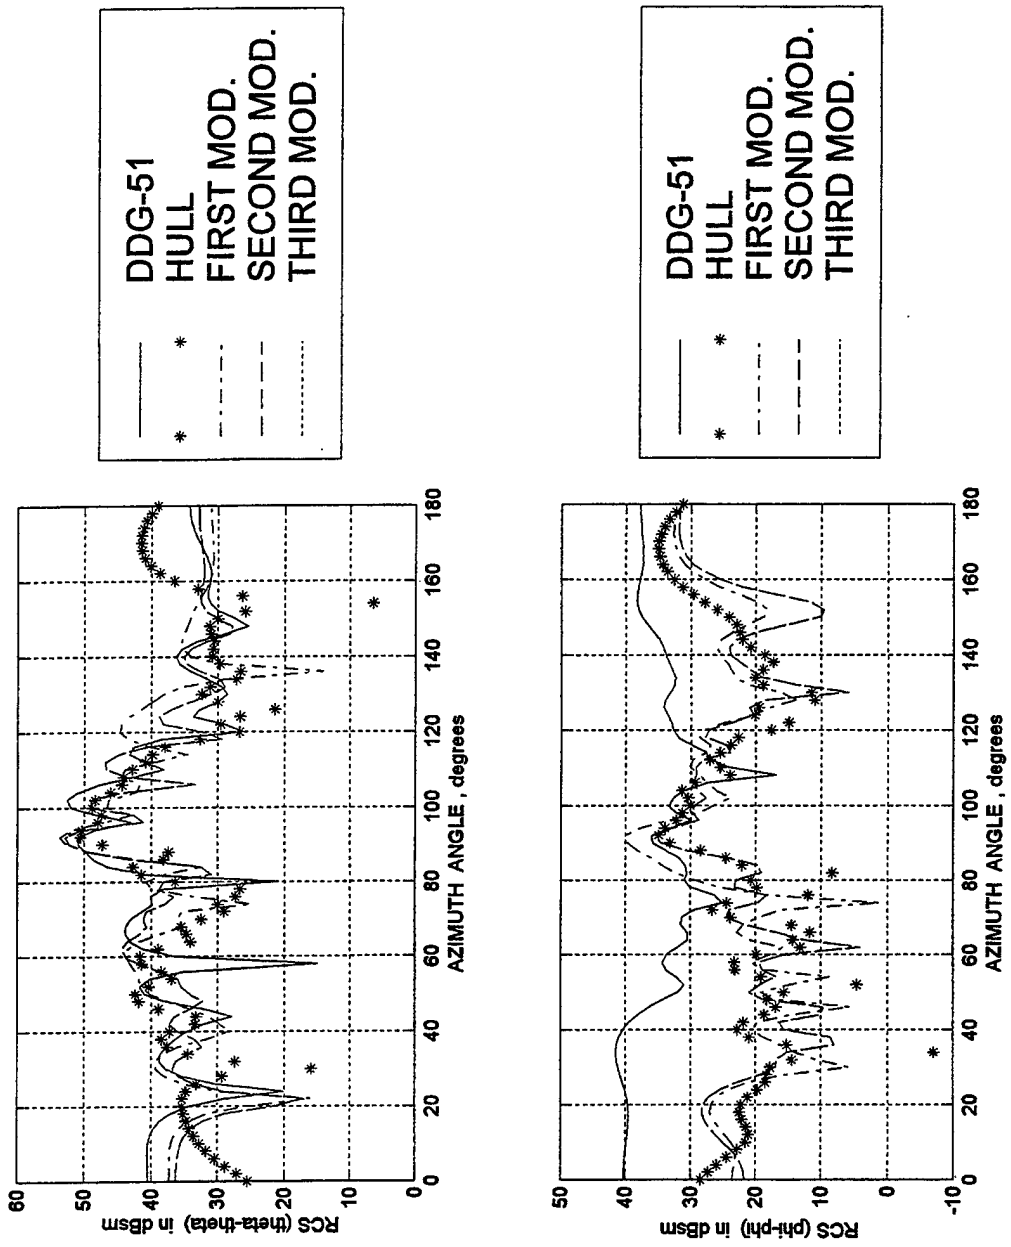 DDG-51
HULL
FIRST MOD.
SECOND MOD.
THIRD MOD.
60
50
40
30
20
10
0
RCS (theta-theta) in dBsm
0 20 40 60 80 100 120 140 160 180
AZIMUTH ANGLE , degrees
DDG-51
HULL
FIRST MOD.
SECOND MOD.
THIRD MOD.
50
40
30
20
10
0
-10
RCS (phi-phi) in dBsm
0 20 40 60 80 100 120 140 160 180
AZIMUTH ANGLE , degrees